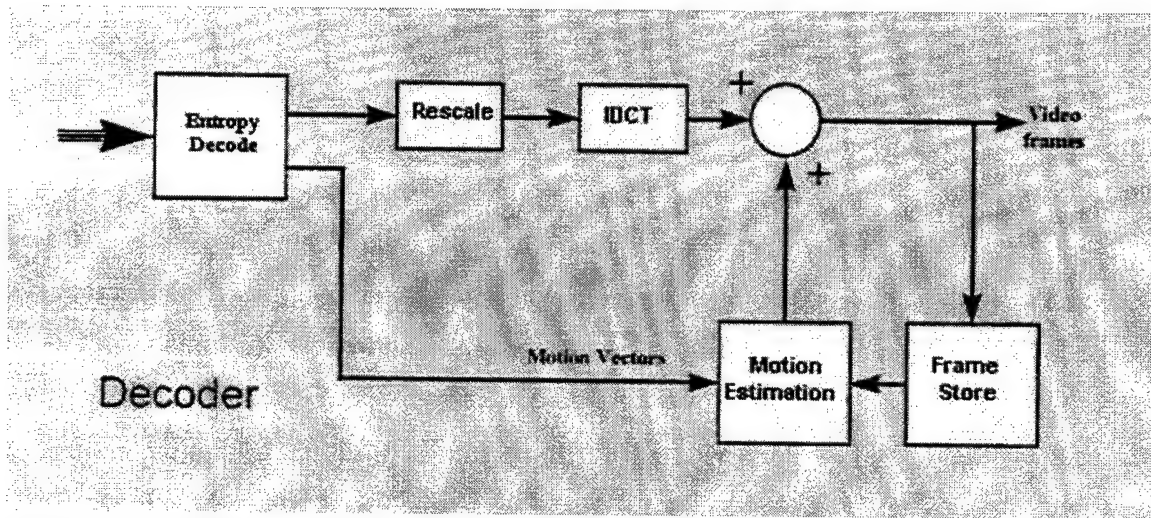 Entropy
Decode
Rescale
IDCT
+
+
Video
frames
Motion Vectors
Motion
Estimation
Frame
Store
Decoder